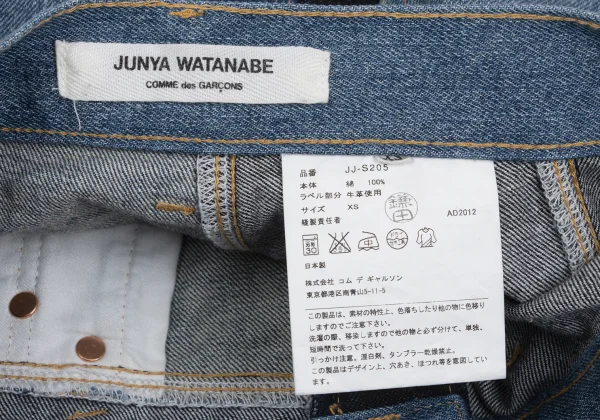 JUNYA WATANABE
COMME des GARÇONS
品番 JJ-S205
本体 綿 100%
ラベル部分 牛革使用
サイズ XS
縫製責任者 鎌田
AD2012
30
日本製
株式会社 コム デ ギャルソン
東京都港区南青山5-11-5
この製品は、素材の特性上、色落ちしたり他の物に色移り
しますのでご注意下さい。
洗濯の際、移染しますので他の物と必ず分けて、単独、
短時間で洗って下さい。
引っかけ注意。漂白剤、タンブラー乾燥禁止。
この製品はデザイン上、穴あき、ほつれ等を意図して
います。